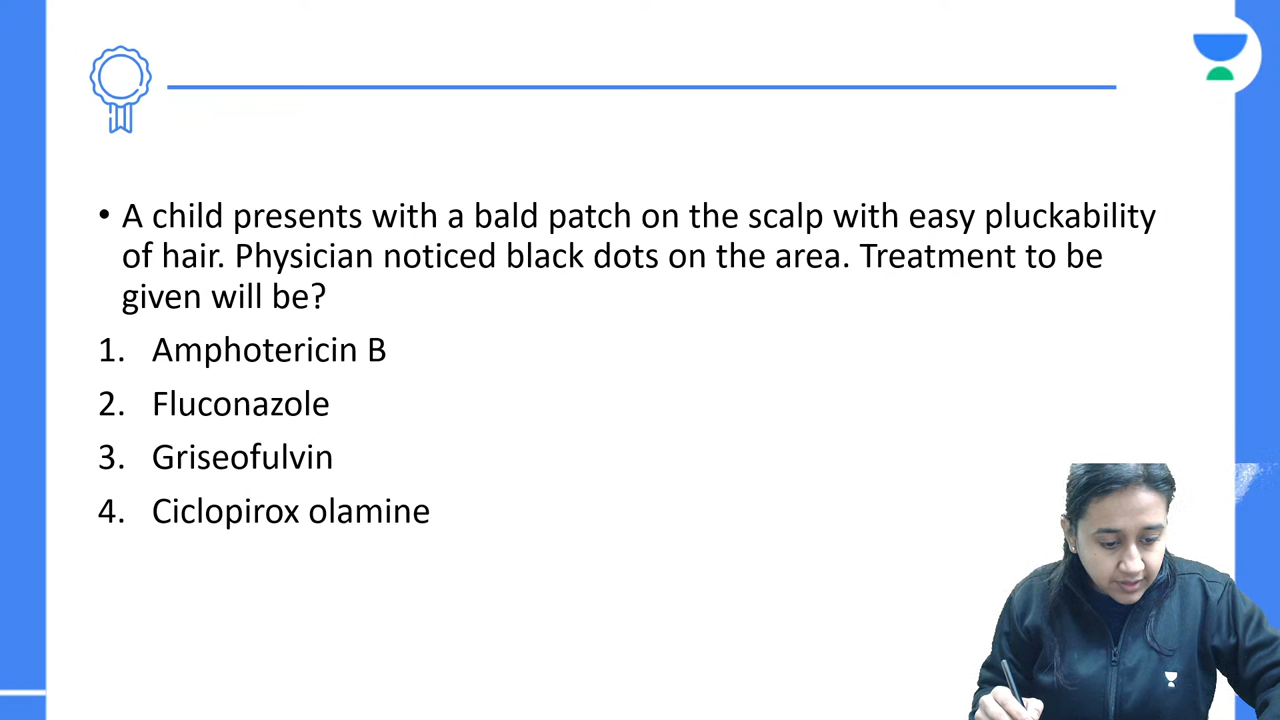 • A child presents with a bald patch on the scalp with easy pluckability
of hair. Physician noticed black dots on the area. Treatment to be
given will be?
1. Amphotericin B
2. Fluconazole
3. Griseofulvin
4. Ciclopirox olamine